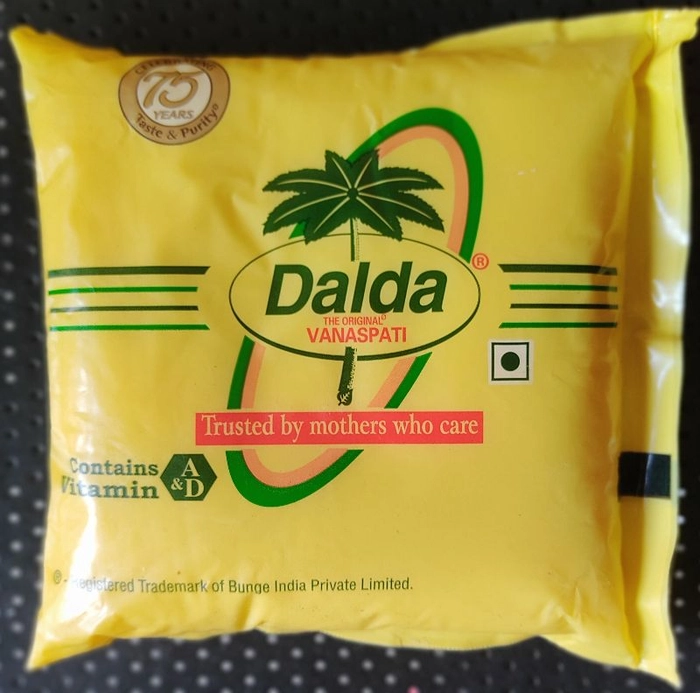 CELEBRATING
75
YEARS
Taste & Purity®
Dalda®
THE ORIGINAL
VANASPATI
Trusted by mothers who care
Contains
Vitamin
A
&D
® - Registered Trademark of Bunge India Private Limited.